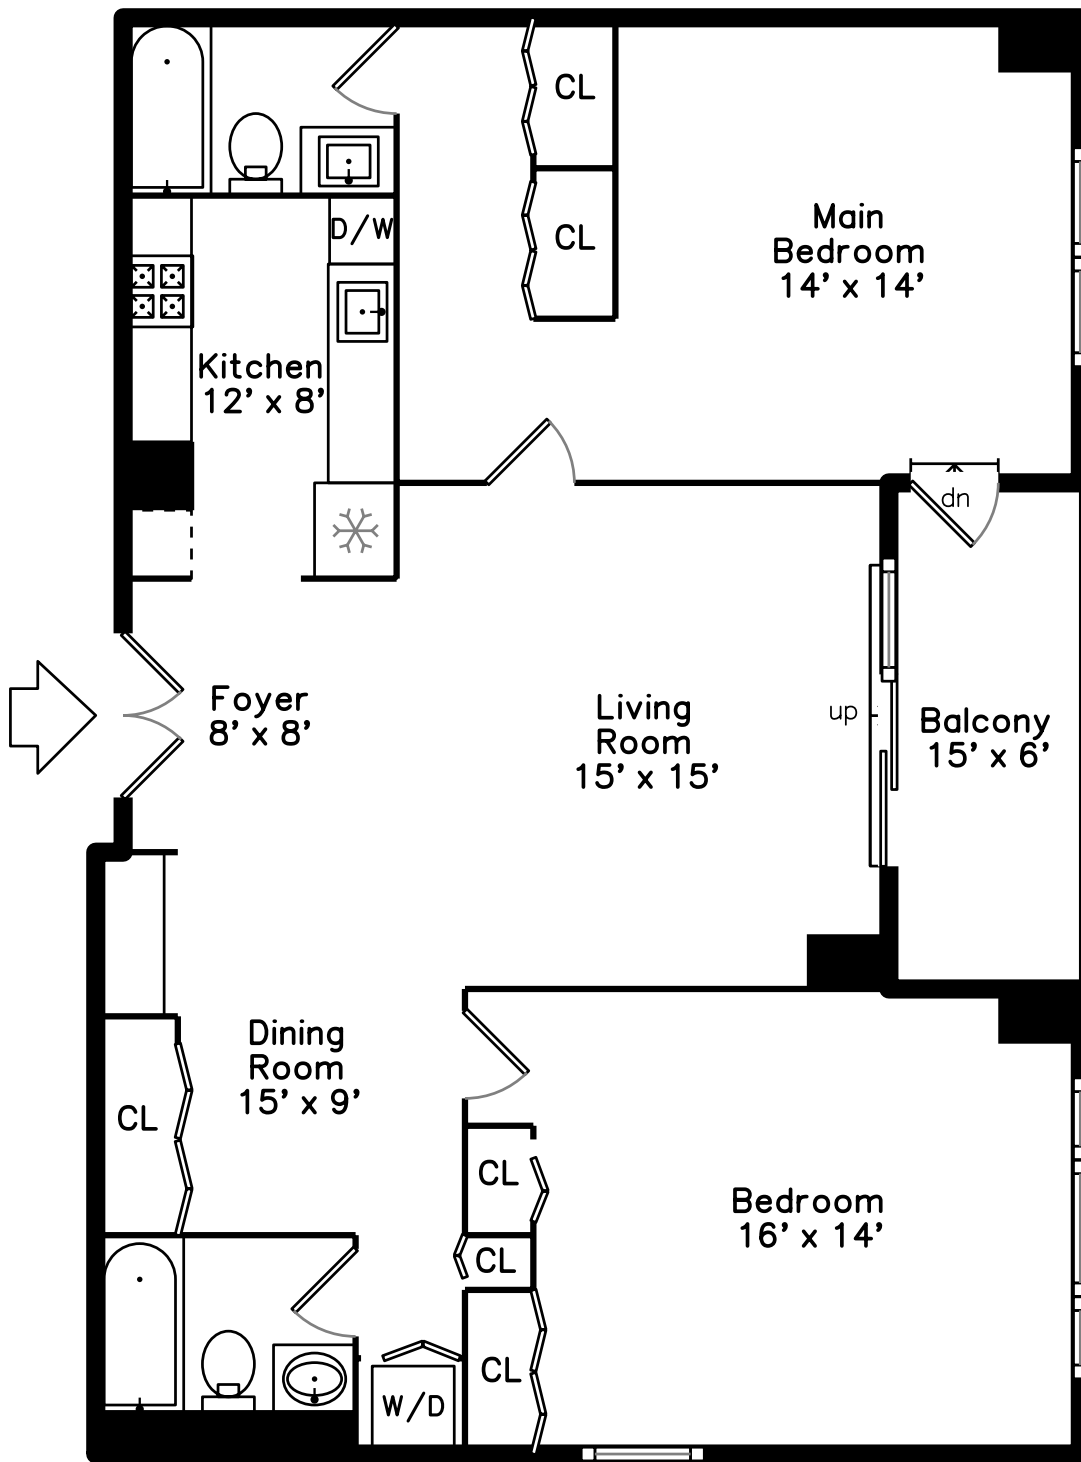 CL
CL
D/W
Main
Bedroom
14' x 14'
Kitchen
12' x 8'
dn
Foyer
8' x 8'
Living
Room
15' x 15'
up
Balcony
15' x 6'
Dining
Room
15' x 9'
CL
CL
CL
CL
Bedroom
16' x 14'
W/D